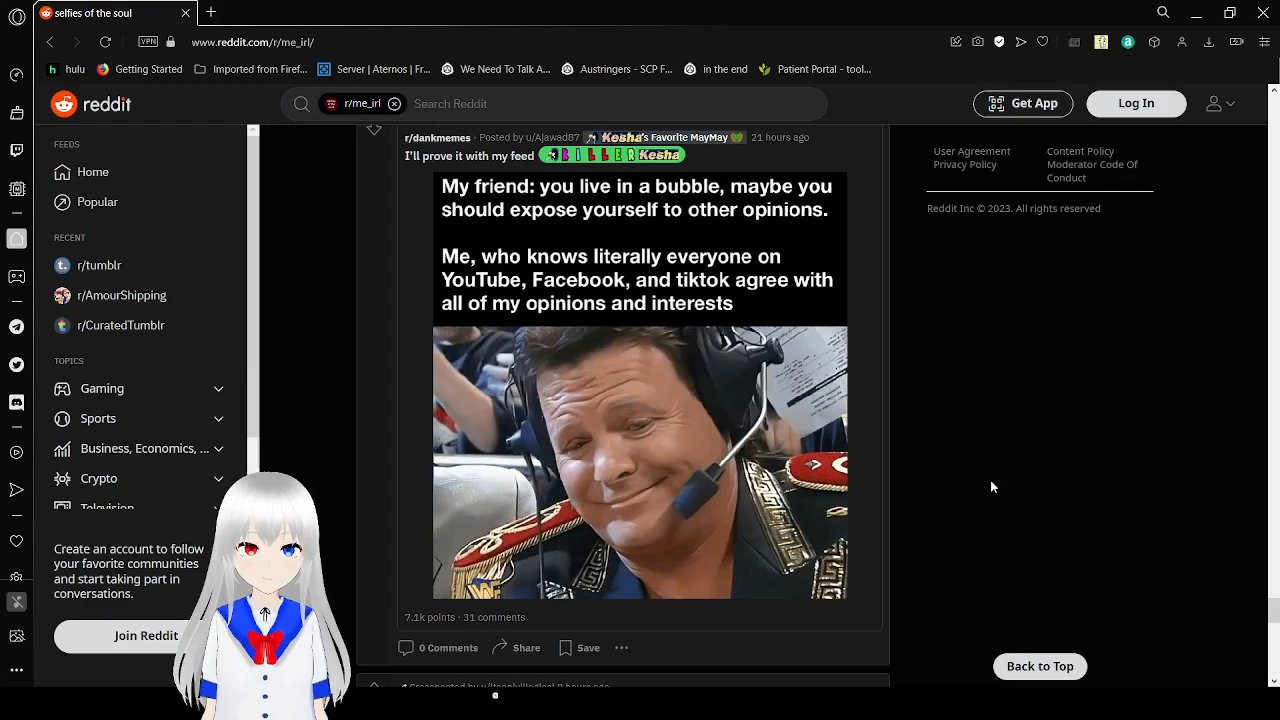 selfies of the soul
VPN
www.reddit.com/r/me_irl/
hulu
Getting Started
Imported from Firef...
Server | Aternos | Fr...
We Need To Talk A...
Austringers - SCP F...
in the end
Patient Portal - tool...
reddit
r/me_irl
Search Reddit
Get App
Log In
FEEDS
Home
Popular
RECENT
r/tumblr
r/AmourShipping
r/CuratedTumblr
TOPICS
Gaming
Sports
Business, Economics, ...
Crypto
Television
Create an account to follow
your favorite communities
and start taking part in
conversations.
Join Reddit
r/dankmemes · Posted by u/Ajawad87 Kesha's Favorite MayMay 21 hours ago
I'll prove it with my feed BILLER Kesha
My friend: you live in a bubble, maybe you
should expose yourself to other opinions.
Me, who knows literally everyone on
YouTube, Facebook, and tiktok agree with
all of my opinions and interests
7.1k points · 31 comments
0 Comments
Share
Save
User Agreement
Privacy Policy
Content Policy
Moderator Code Of
Conduct
Reddit Inc © 2023. All rights reserved
Back to Top